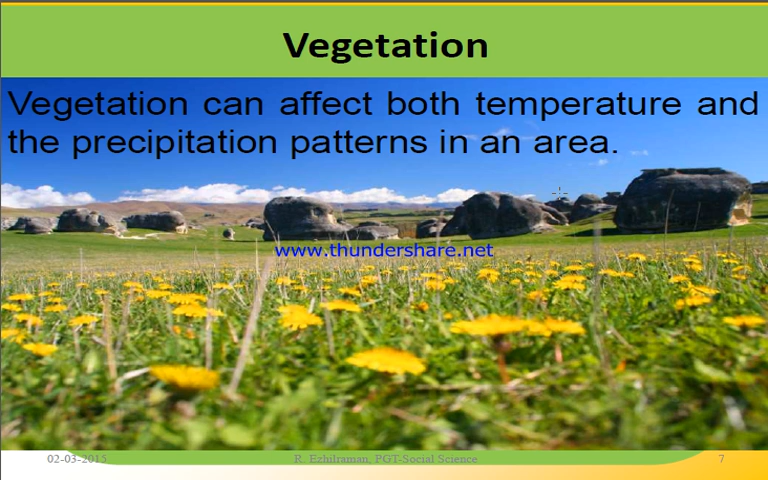 Vegetation
Vegetation can affect both temperature and
the precipitation patterns in an area.
www.thundershare.net
02-03-2015 R. Ezhilraman, PGT-Social Science 7